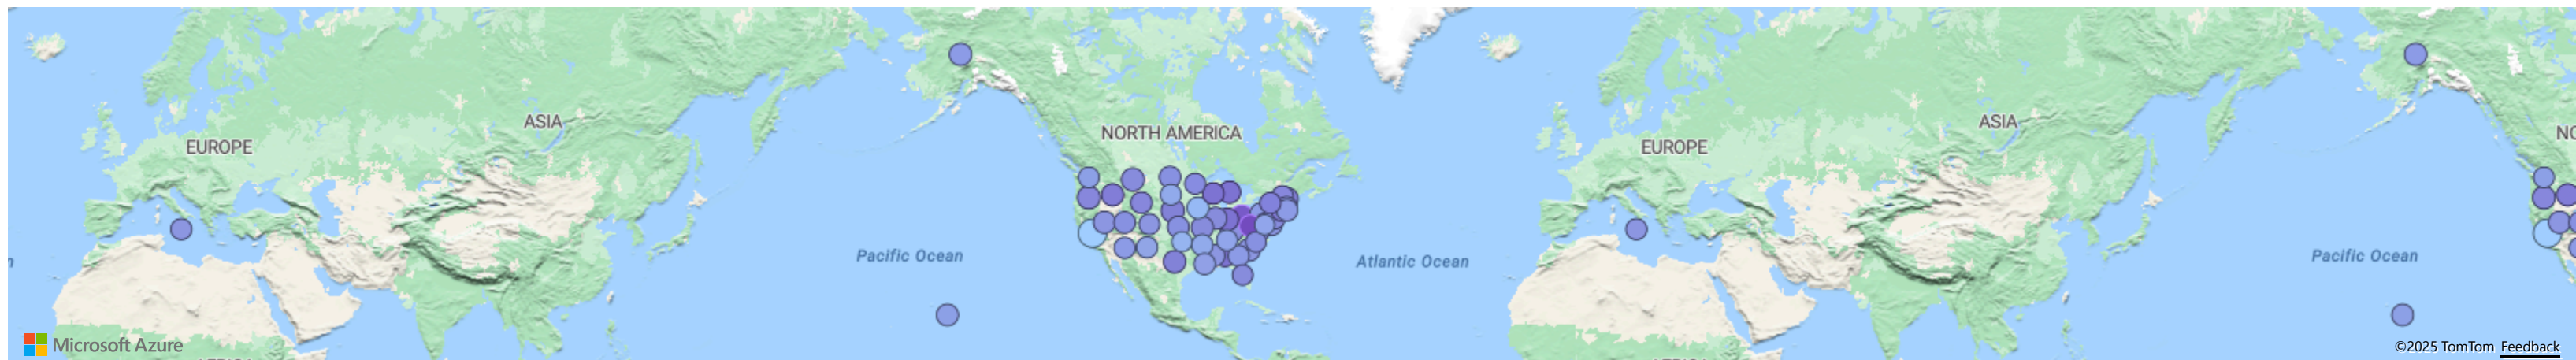 ASIA
ASIA
NORTH AMERICA
EUROPE
EUROPE
Pacific Ocean
Atlantic Ocean
Pacific Ocean
Microsoft Azure
©2025 TomTom Feedback